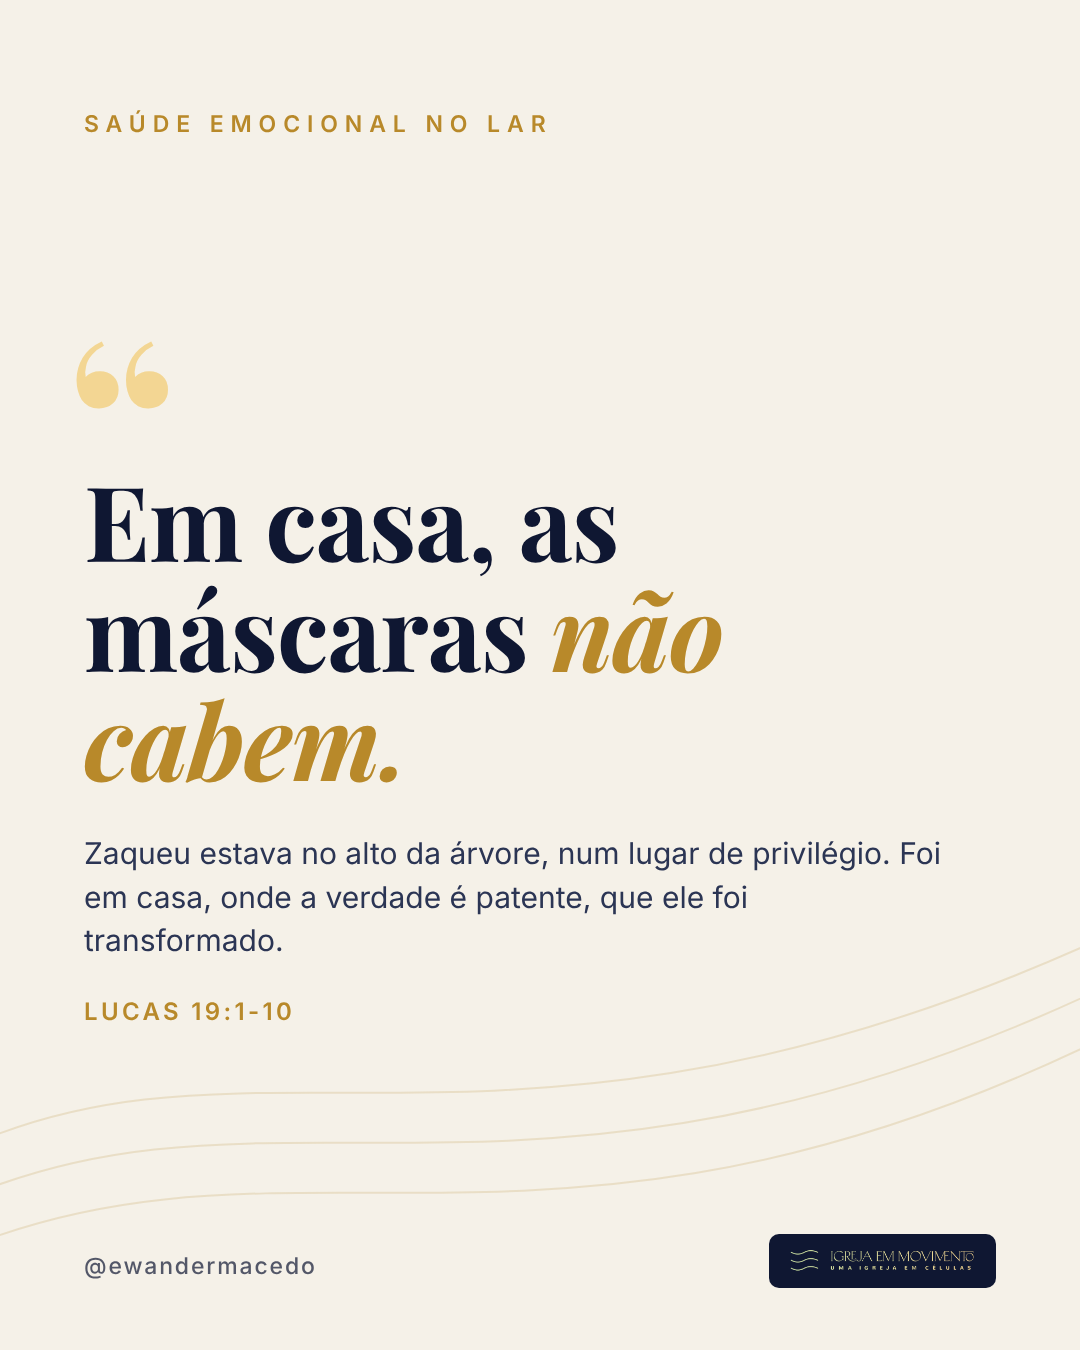 SAÚDE EMOCIONAL NO LAR
“
Em casa, as
máscaras não
cabem.
Zaqueu estava no alto da árvore, num lugar de privilégio. Foi
em casa, onde a verdade é patente, que ele foi
transformado.
LUCAS 19:1-10
@ewandermacedo
IGREJA EM MOVIMENTO
UMA IGREJA EM CÉLULAS